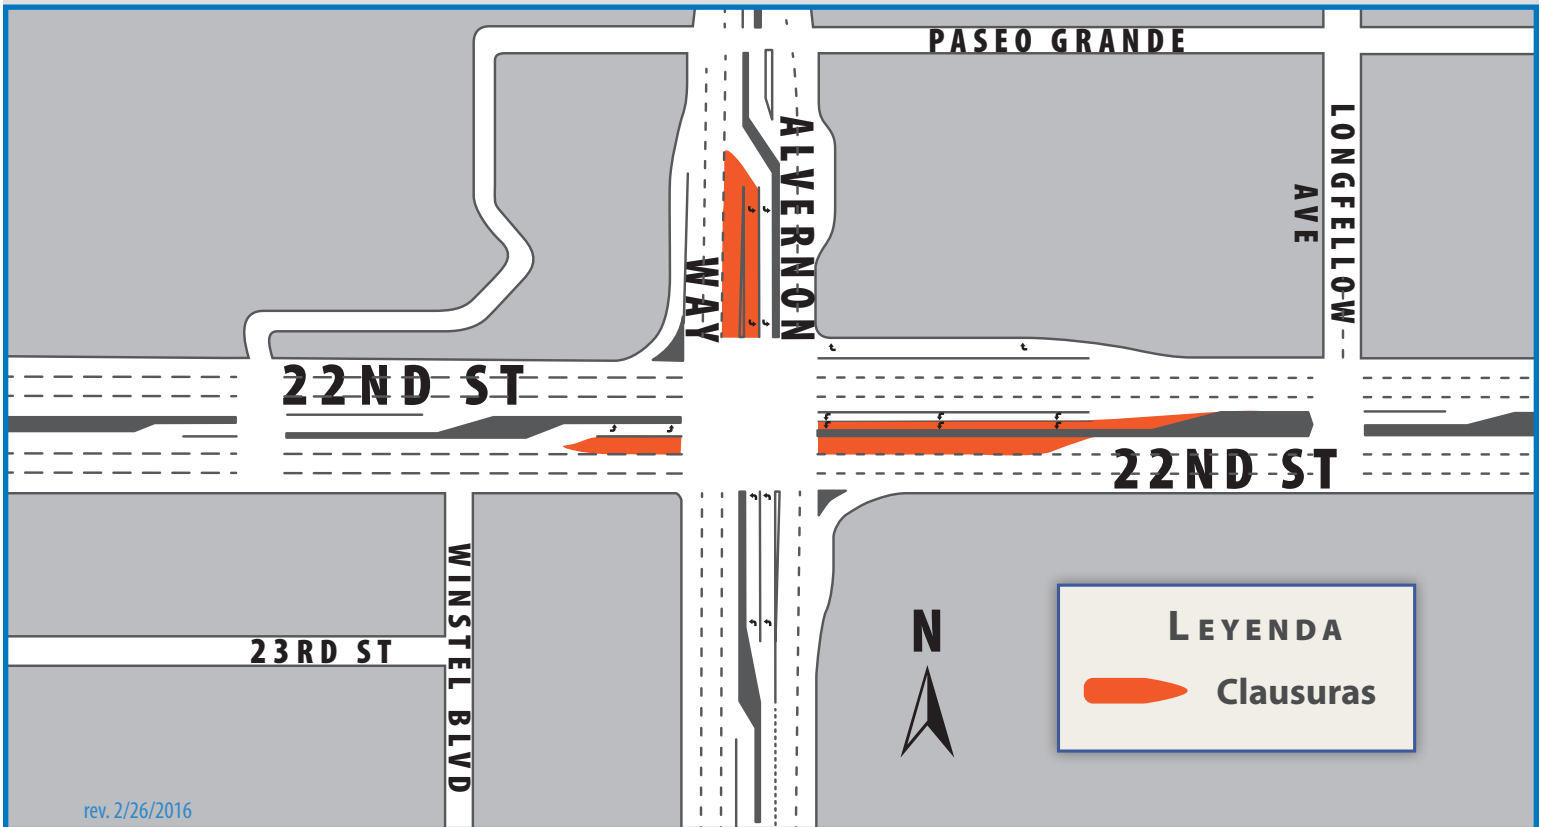 PASEO GRANDE
ALVERNON
WAY
LONGFELLOW
AVE
22ND ST
22ND ST
WINSTEL BLVD
23RD ST
N
LEYENDA
Clausuras
rev. 2/26/2016